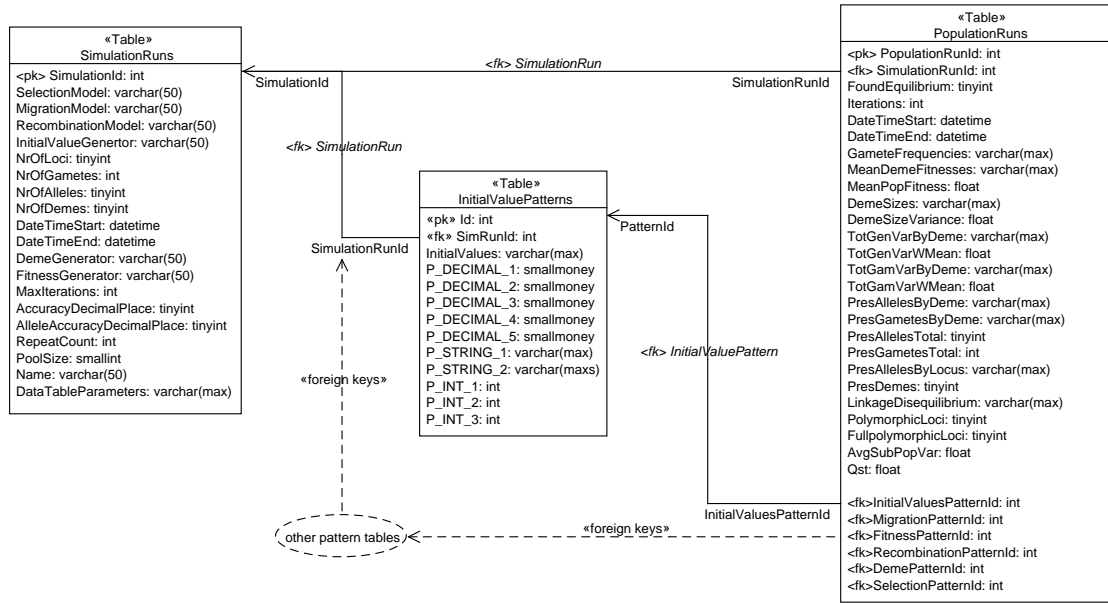 «Table»
SimulationRuns
<pk> SimulationId: int
SelectionModel: varchar(50)
MigrationModel: varchar(50)
RecombinationModel: varchar(50)
InitialValueGenertor: varchar(50)
NrOfLoci: tinyint
NrOfGametes: int
NrOfAlleles: tinyint
NrOfDemes: tinyint
DateTimeStart: datetime
DateTimeEnd: datetime
DemeGenerator: varchar(50)
FitnessGenerator: varchar(50)
MaxIterations: int
AccuracyDecimalPlace: tinyint
AlleleAccuracyDecimalPlace: tinyint
RepeatCount: int
PoolSize: smallint
Name: varchar(50)
DataTableParameters: varchar(max)
<fk> SimulationRun
SimulationId
SimulationRunId
<fk> SimulationRun
«Table»
InitialValuePatterns
«pk» Id: int
«fk» SimRunId: int
InitialValues: varchar(max)
P_DECIMAL_1: smallmoney
P_DECIMAL_2: smallmoney
P_DECIMAL_3: smallmoney
P_DECIMAL_4: smallmoney
P_DECIMAL_5: smallmoney
P_STRING_1: varchar(max)
P_STRING_2: varchar(maxs)
P_INT_1: int
P_INT_2: int
P_INT_3: int
SimulationRunId
PatternId
<fk> InitialValuePattern
«foreign keys»
InitialValuesPatternId
other pattern tables
«foreign keys»
«Table»
PopulationRuns
<pk> PopulationRunId: int
<fk> SimulationRunId: int
FoundEquilibrium: tinyint
Iterations: int
DateTimeStart: datetime
DateTimeEnd: datetime
GameteFrequencies: varchar(max)
MeanDemeFitnesses: varchar(max)
MeanPopFitness: float
DemeSizes: varchar(max)
DemeSizeVariance: float
TotGenVarByDeme: varchar(max)
TotGenVarWMean: float
TotGamVarByDeme: varchar(max)
TotGamVarWMean: float
PresAllelesByDeme: varchar(max)
PresGametesByDeme: varchar(max)
PresAllelesTotal: tinyint
PresGametesTotal: int
PresAllelesByLocus: varchar(max)
PresDemes: tinyint
LinkageDisequilibrium: varchar(max)
PolymorphicLoci: tinyint
FullpolymorphicLoci: tinyint
AvgSubPopVar: float
Qst: float
<fk>InitialValuesPatternId: int
<fk>MigrationPatternId: int
<fk>FitnessPatternId: int
<fk>RecombinationPatternId: int
<fk>DemePatternId: int
<fk>SelectionPatternId: int